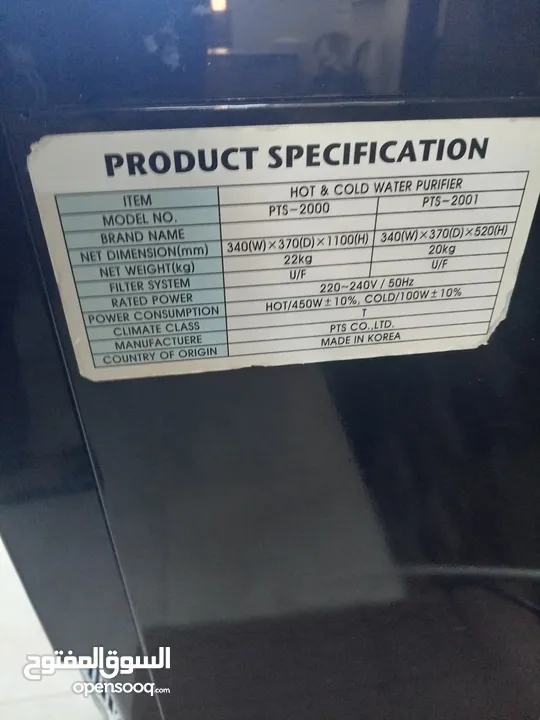 PRODUCT SPECIFICATION
ITEM HOT & COLD WATER PURIFIER
MODEL NO. PTS-2000 PTS-2001
BRAND NAME
NET DIMENSION(mm) 340(W)×370(D)×1100(H) 340(W)×370(D)×520(H)
NET WEIGHT(kg) 22kg 20kg
FILTER SYSTEM U/F U/F
RATED POWER 220~240V / 50Hz
POWER CONSUMPTION HOT/450W±10%, COLD/100W±10%
CLIMATE CLASS T
MANUFACTUERE PTS CO.,LTD.
COUNTRY OF ORIGIN MADE IN KOREA
السوق المفتوح
opensooq.com